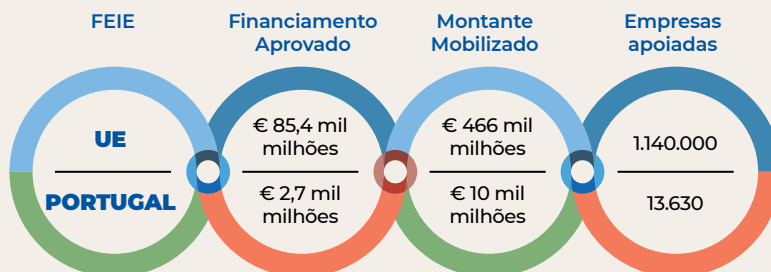 FEIE
Financiamento
Aprovado
Montante
Mobilizado
Empresas
apoiadas
UE
€ 85,4 mil
milhões
€ 466 mil
milhões
1.140.000
PORTUGAL
€ 2,7 mil
milhões
€ 10 mil
milhões
13.630